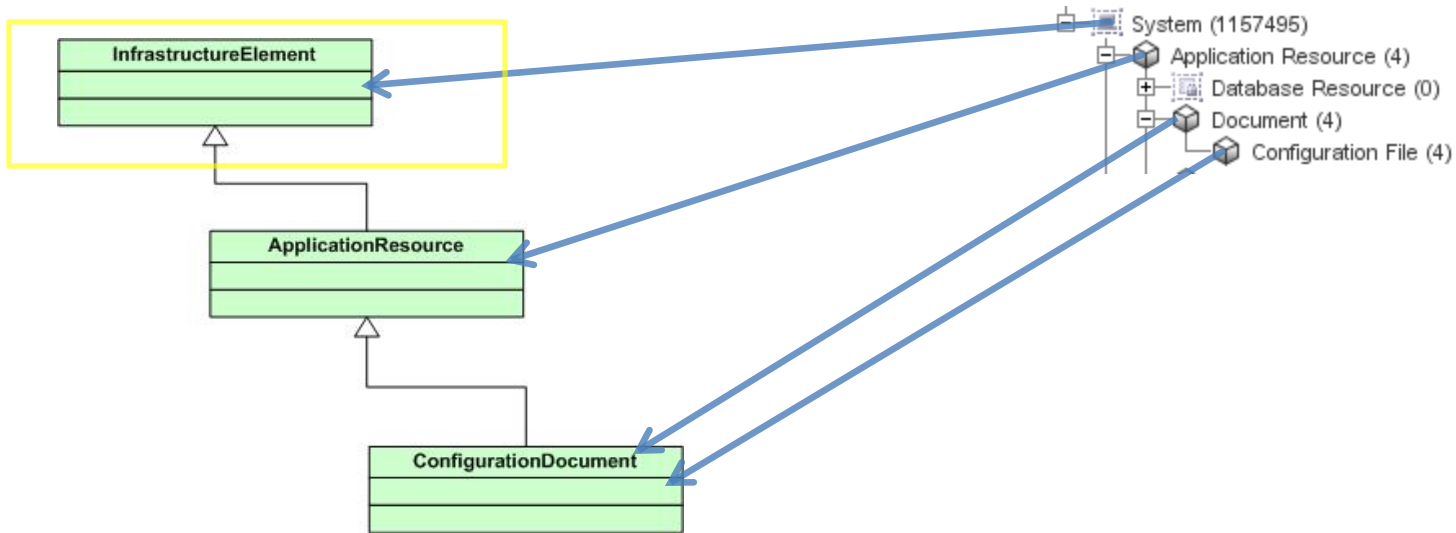 InfrastructureElement
ApplicationResource
ConfigurationDocument
System (1157495)
Application Resource (4)
Database Resource (0)
Document (4)
Configuration File (4)